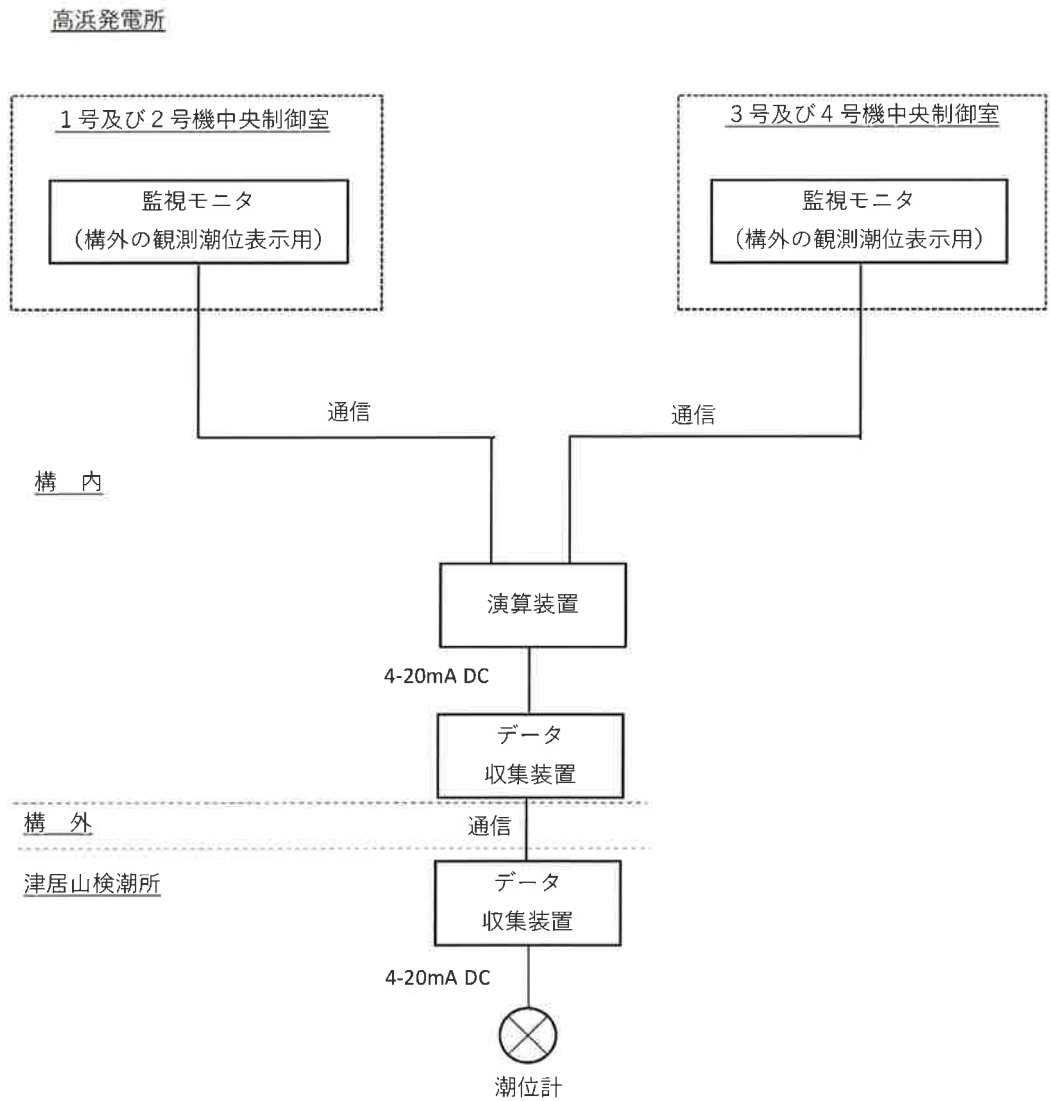 高浜発電所
１号及び２号機中央制御室
監視モニタ
（構外の観測潮位表示用）
３号及び４号機中央制御室
監視モニタ
（構外の観測潮位表示用）
通信
通信
構　内
演算装置
4-20mA DC
データ
収集装置
構　外
通信
津居山検潮所
データ
収集装置
4-20mA DC
潮位計